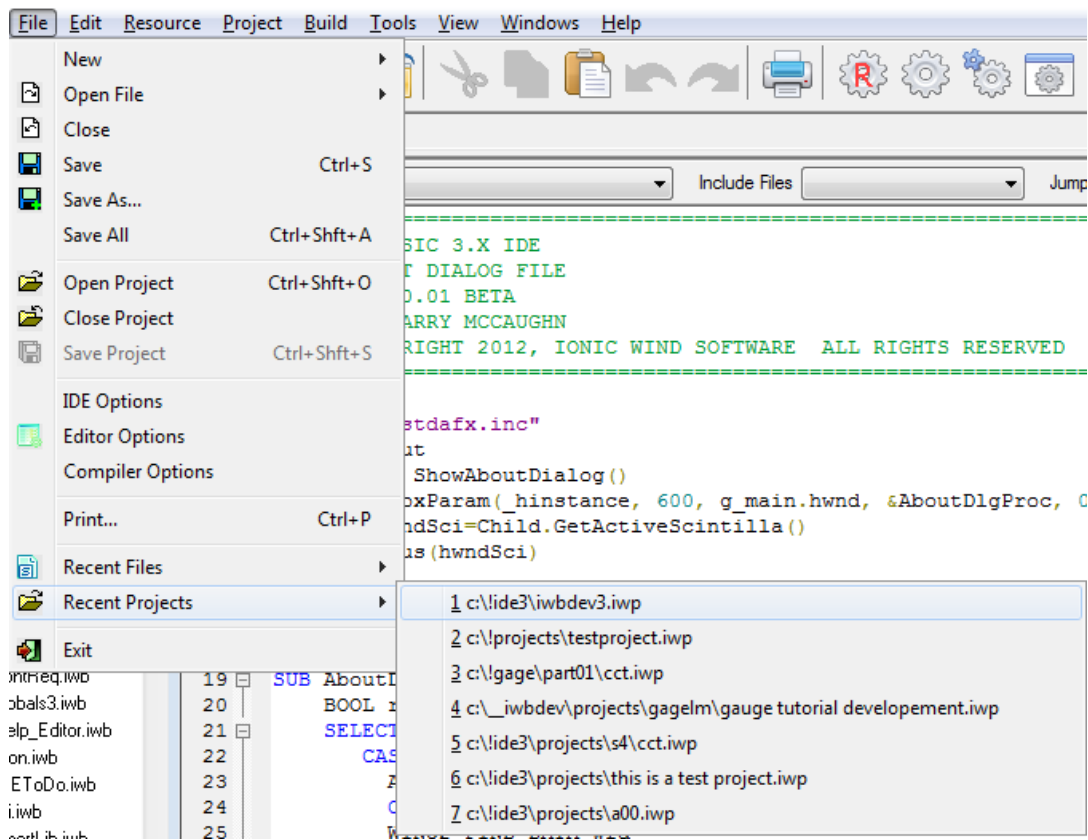 File Edit Resource Project Build Tools View Windows Help
New
Open File
Close
Save Ctrl+S
Save As...
Save All Ctrl+Shft+A
Open Project Ctrl+Shft+O
Close Project
Save Project Ctrl+Shft+S
IDE Options
Editor Options
Compiler Options
Print... Ctrl+P
Recent Files
Recent Projects
Exit
R
Include Files Jump
SIC 3.X IDE
T DIALOG FILE
0.01 BETA
ARRY MCCAUGHN
RIGHT 2012, IONIC WIND SOFTWARE ALL RIGHTS RESERVED
stdafx.inc"
ut
ShowAboutDialog()
oxParam(_hinstance, 600, g_main.hwnd, &AboutDlgProc, 0
ndSci=Child.GetActiveScintilla()
us(hwndSci)
1 c:\!ide3\iwbdev3.iwp
2 c:\!projects\testproject.iwp
3 c:\!gage\part01\cct.iwp
4 c:\__iwbdev\projects\gagelm\gauge tutorial developement.iwp
5 c:\!ide3\projects\s4\cct.iwp
6 c:\!ide3\projects\this is a test project.iwp
7 c:\!ide3\projects\a00.iwp
obals3.iwb
elp_Editor.iwb
on.iwb
EToDo.iwb
i.iwb
19 SUB AboutD
20 BOOL r
21 SELECT
22 CAS
23 A
24 C
25